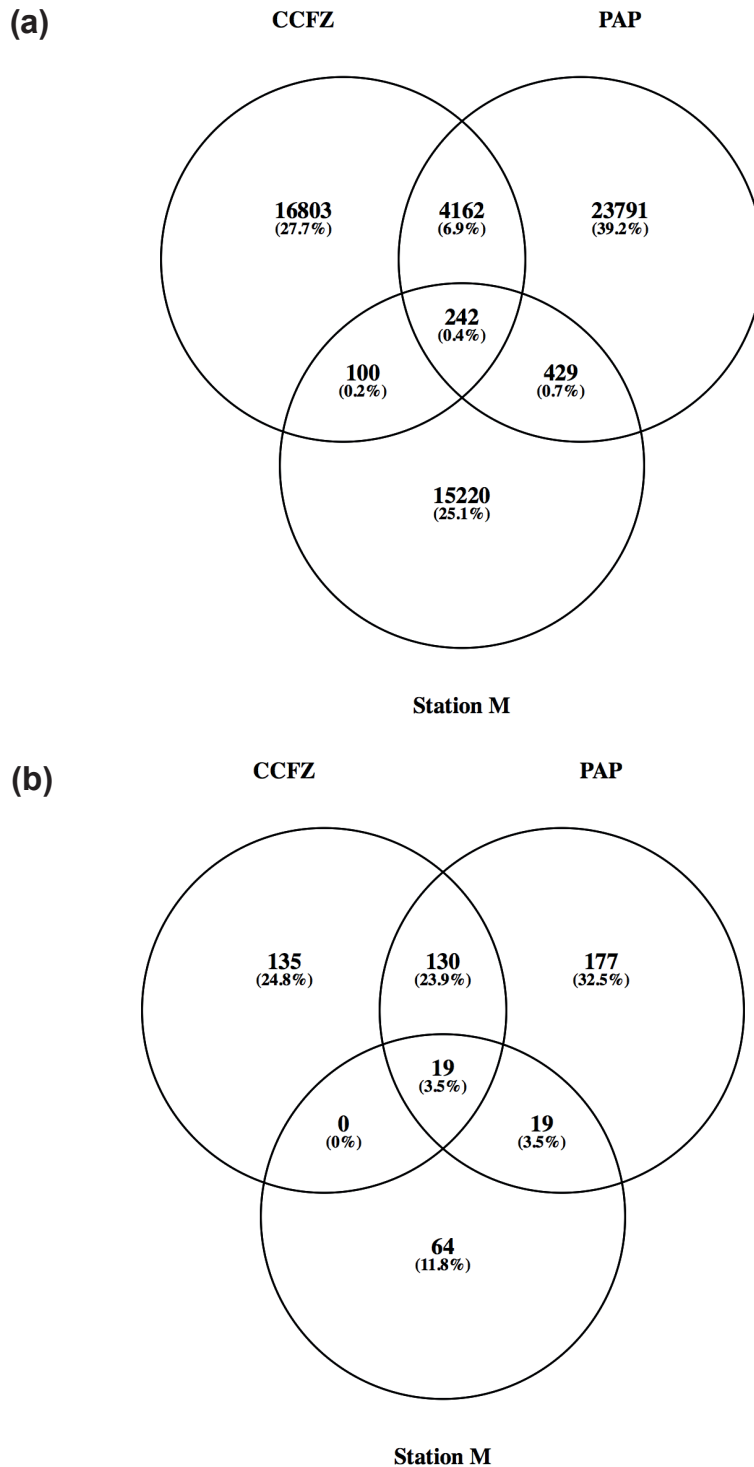 (a)
CCFZ PAP
16803 4162 23791
(27.7%) (6.9%) (39.2%)
242
(0.4%)
100 429
(0.2%) (0.7%)
15220
(25.1%)
Station M
(b)
CCFZ PAP
135 130 177
(24.8%) (23.9%) (32.5%)
19
(3.5%)
0 19
(0%) (3.5%)
64
(11.8%)
Station M